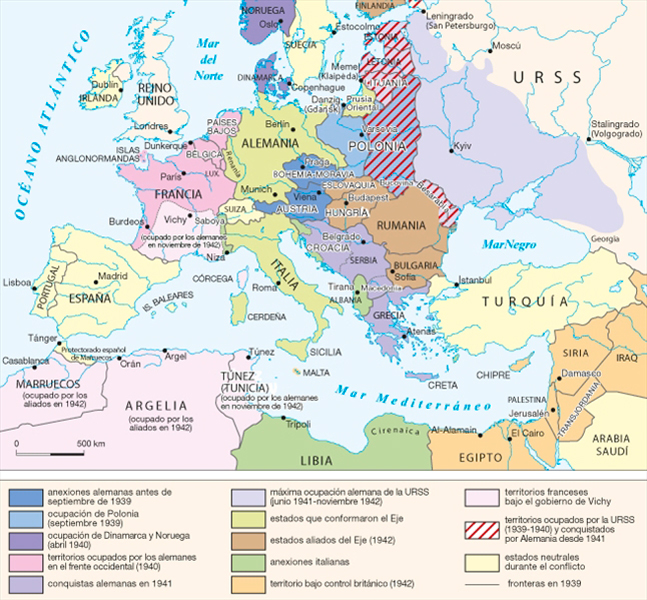 NORUEGA
Oslo
FINLANDIA
Leningrado
(San Petersburgo)
Estocolmo
SUECIA
ESTONIA
Moscú
OCÉANO ATLÁNTICO
Mar
del
Norte
LETONIA
Memel
(Klaipéda)
LITUANIA
URSS
DINAMARCA
Copenhague
Dublín
IRLANDA
REINO
UNIDO
Danzig
(Gdańsk)
Prusia
Oriental
Stalingrado
(Volgogrado)
Londres
PAÍSES
BAJOS
Berlín
ALEMANIA
Varsovia
POLONIA
Kyiv
Dunkerque
BÉLGICA
Renania
ISLAS
ANGLONORMANDAS
LUX.
París
Praga
BOHEMIA-MORAVIA
ESLOVAQUIA
Bucovina
Besarabia
FRANCIA
Munich
Viena
AUSTRIA
Budapest
HUNGRÍA
SUIZA
Vichy
Saboya
Burdeos
(ocupado por los alemanes
en noviembre de 1942)
RUMANIA
Belgrado
CROACIA
SERBIA
Mar Negro
Georgia
Niza
ITALIA
BULGARIA
Sofía
CÓRCEGA
Roma
Tirana
Macedonia
ALBANIA
Istanbul
Lisboa
PORTUGAL
Madrid
ESPAÑA
IS. BALEARES
CERDEÑA
GRECIA
Atenas
TURQUÍA
Tánger
Protectorado español
de Marruecos
SICILIA
Casablanca
Orán
Argel
Túnez
MALTA
CRETA
CHIPRE
SIRIA
IRAQ
Damasco
MARRUECOS
(ocupado por los
aliados en 1942)
ARGELIA
(ocupado por los
aliados en 1942)
TÚNEZ
(TUNICIA)
(ocupado por los alemanes
en noviembre de 1942)
Mar Mediterráneo
PALESTINA
Jerusalén
TRANSJORDANIA
Trípoli
Cirenaica
Al-Alamain
El Cairo
LIBIA
EGIPTO
ARABIA
SAUDÍ
0
500 km
anexiones alemanas antes de
septiembre de 1939
ocupación de Polonia
(septiembre 1939)
ocupación de Dinamarca y Noruega
(abril 1940)
territorios ocupados por los alemanes
en el frente occidental (1940)
conquistas alemanas en 1941
máxima ocupación alemana de la URSS
(junio 1941-noviembre 1942)
estados que conformaron el Eje
estados aliados del Eje (1942)
anexiones italianas
territorio bajo control británico (1942)
territorios franceses
bajo el gobierno de Vichy
territorios ocupados por la URSS
(1939-1940) y conquistados
por Alemania desde 1941
estados neutrales
durante el conflicto
fronteras en 1939